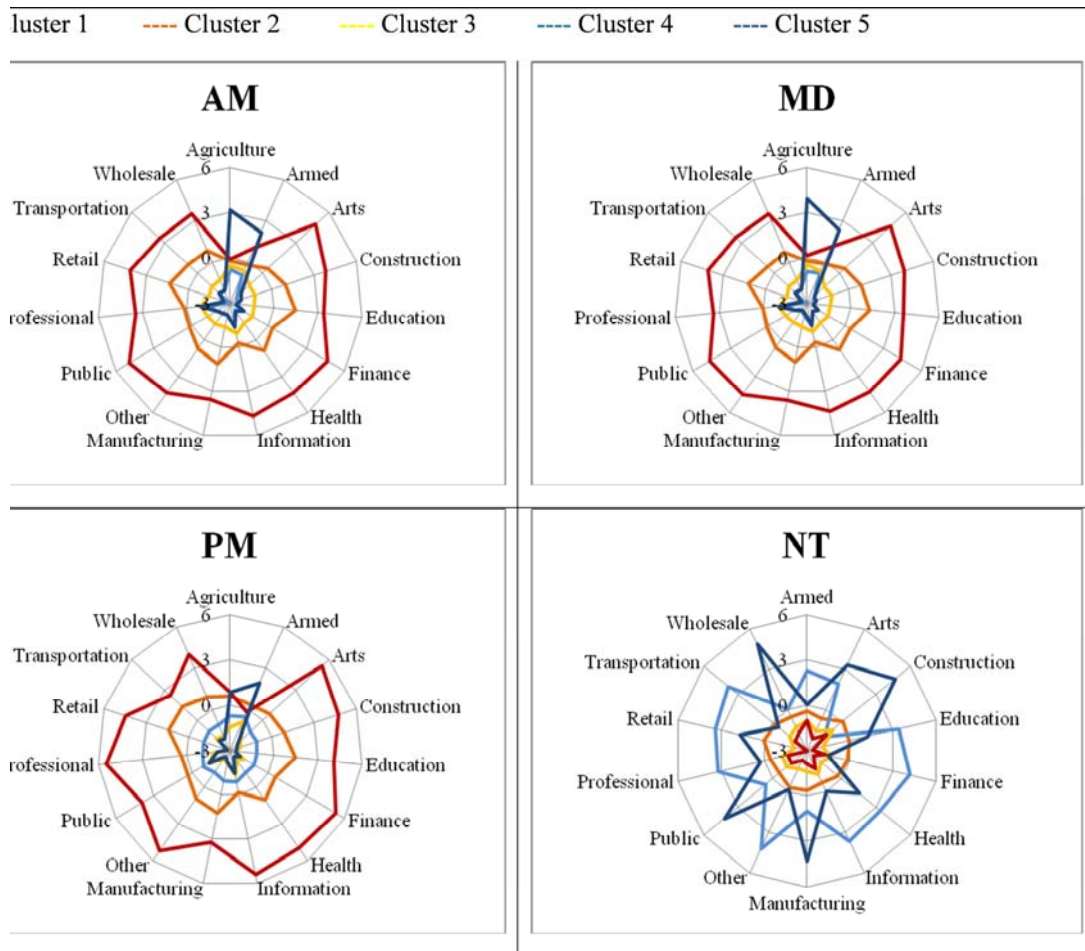 luster 1 Cluster 2 Cluster 3 Cluster 4 Cluster 5
AM
Agriculture
Wholesale 6 Armed
Transportation Arts
3
Retail 0 Construction
-3
rofessional Education
Public Finance
Other Health
Manufacturing Information
MD
Agriculture
Wholesale 6 Armed
Transportation Arts
3
Retail 0 Construction
-3
Professional Education
Public Finance
Other Health
Manufacturing Information
PM
Agriculture
Wholesale 6 Armed
Transportation Arts
3
Retail 0 Construction
-3
rofessional Education
Public Finance
Other Health
Manufacturing Information
NT
Armed
Wholesale 6 Arts
Transportation Construction
3
Retail 0 Education
-3
Professional Finance
Public Health
Other Information
Manufacturing